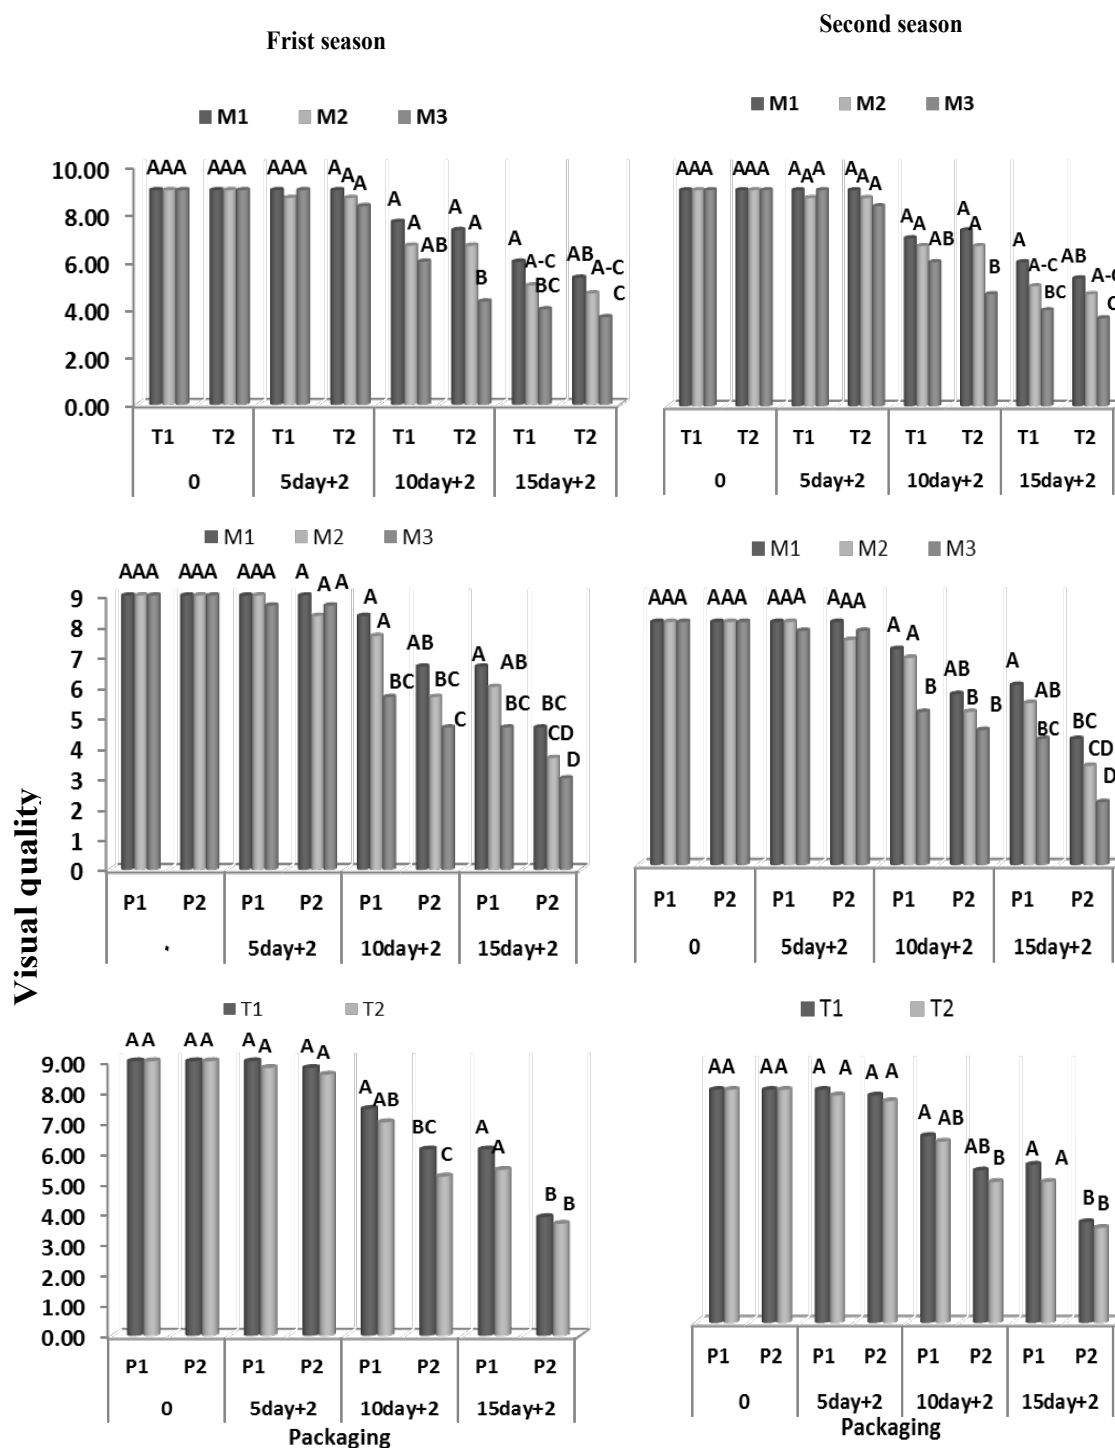 Frist season
Second season
M1 M2 M3
M1 M2 M3
AAA AAA AAA A A A A A AB A A B A A-C BC AB A-C C
AAA AAA A A A A A A A A AB A A B A A-C BC AB A-C C
10.00
8.00
6.00
4.00
2.00
0.00
T1 T2 T1 T2 T1 T2 T1 T2
0 5day+2 10day+2 15day+2
T1 T2 T1 T2 T1 T2 T1 T2
0 5day+2 10day+2 15day+2
Visual quality
M1 M2 M3
M1 M2 M3
AAA AAA AAA A A A A A BC AB BC C A AB BC BC CD D
AAA AAA AAA A AA A A B AB B B A AB BC BC CD D
9
8
7
6
5
4
3
2
1
0
P1 P2 P1 P2 P1 P2 P1 P2
5day+2 10day+2 15day+2
P1 P2 P1 P2 P1 P2 P1 P2
0 5day+2 10day+2 15day+2
T1 T2
T1 T2
A A A A A A A A A AB BC C A A B B
AA AA A A A A A AB AB B A A B B
9.00
8.00
7.00
6.00
5.00
4.00
3.00
2.00
1.00
0.00
P1 P2 P1 P2 P1 P2 P1 P2
0 5day+2 10day+2 15day+2
Packaging
P1 P2 P1 P2 P1 P2 P1 P2
0 5day+2 10day+2 15day+2
Packaging